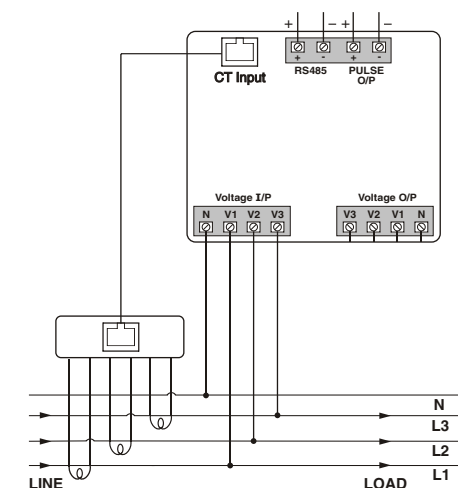 + – + –
CT Input
+ - + -
RS485 PULSE O/P
Voltage I/P
N V1 V2 V3
Voltage O/P
V3 V2 V1 N
N
L3
L2
L1
LINE LOAD